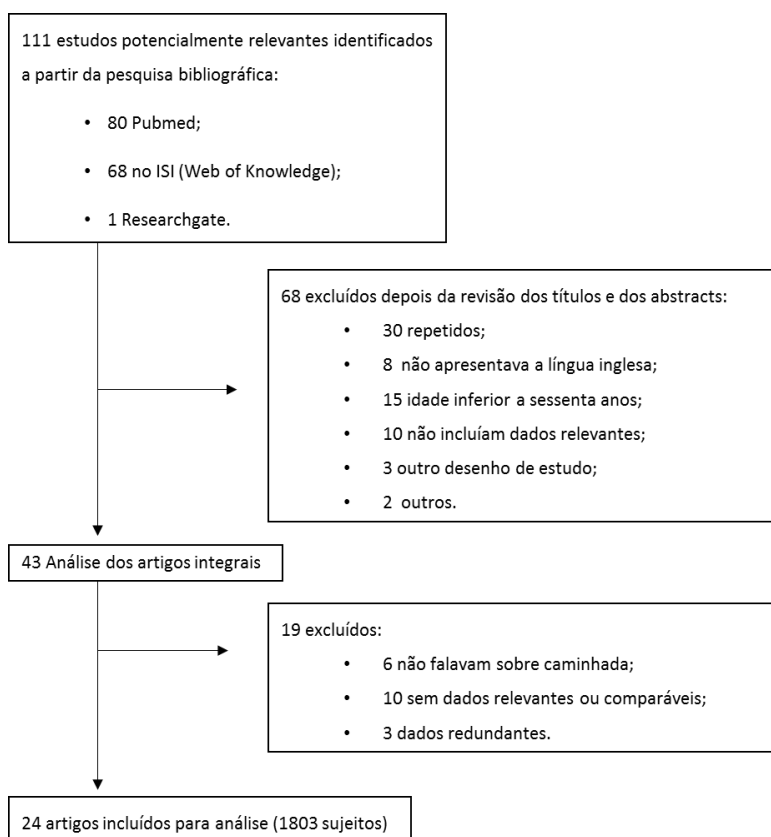 111 estudos potencialmente relevantes identificados
a partir da pesquisa bibliográfica:
• 80 Pubmed;
• 68 no ISI (Web of Knowledge);
• 1 Researchgate.
68 excluídos depois da revisão dos títulos e dos abstracts:
• 30 repetidos;
• 8 não apresentava a língua inglesa;
• 15 idade inferior a sessenta anos;
• 10 não incluíam dados relevantes;
• 3 outro desenho de estudo;
• 2 outros.
43 Análise dos artigos integrais
19 excluídos:
• 6 não falavam sobre caminhada;
• 10 sem dados relevantes ou comparáveis;
• 3 dados redundantes.
24 artigos incluídos para análise (1803 sujeitos)